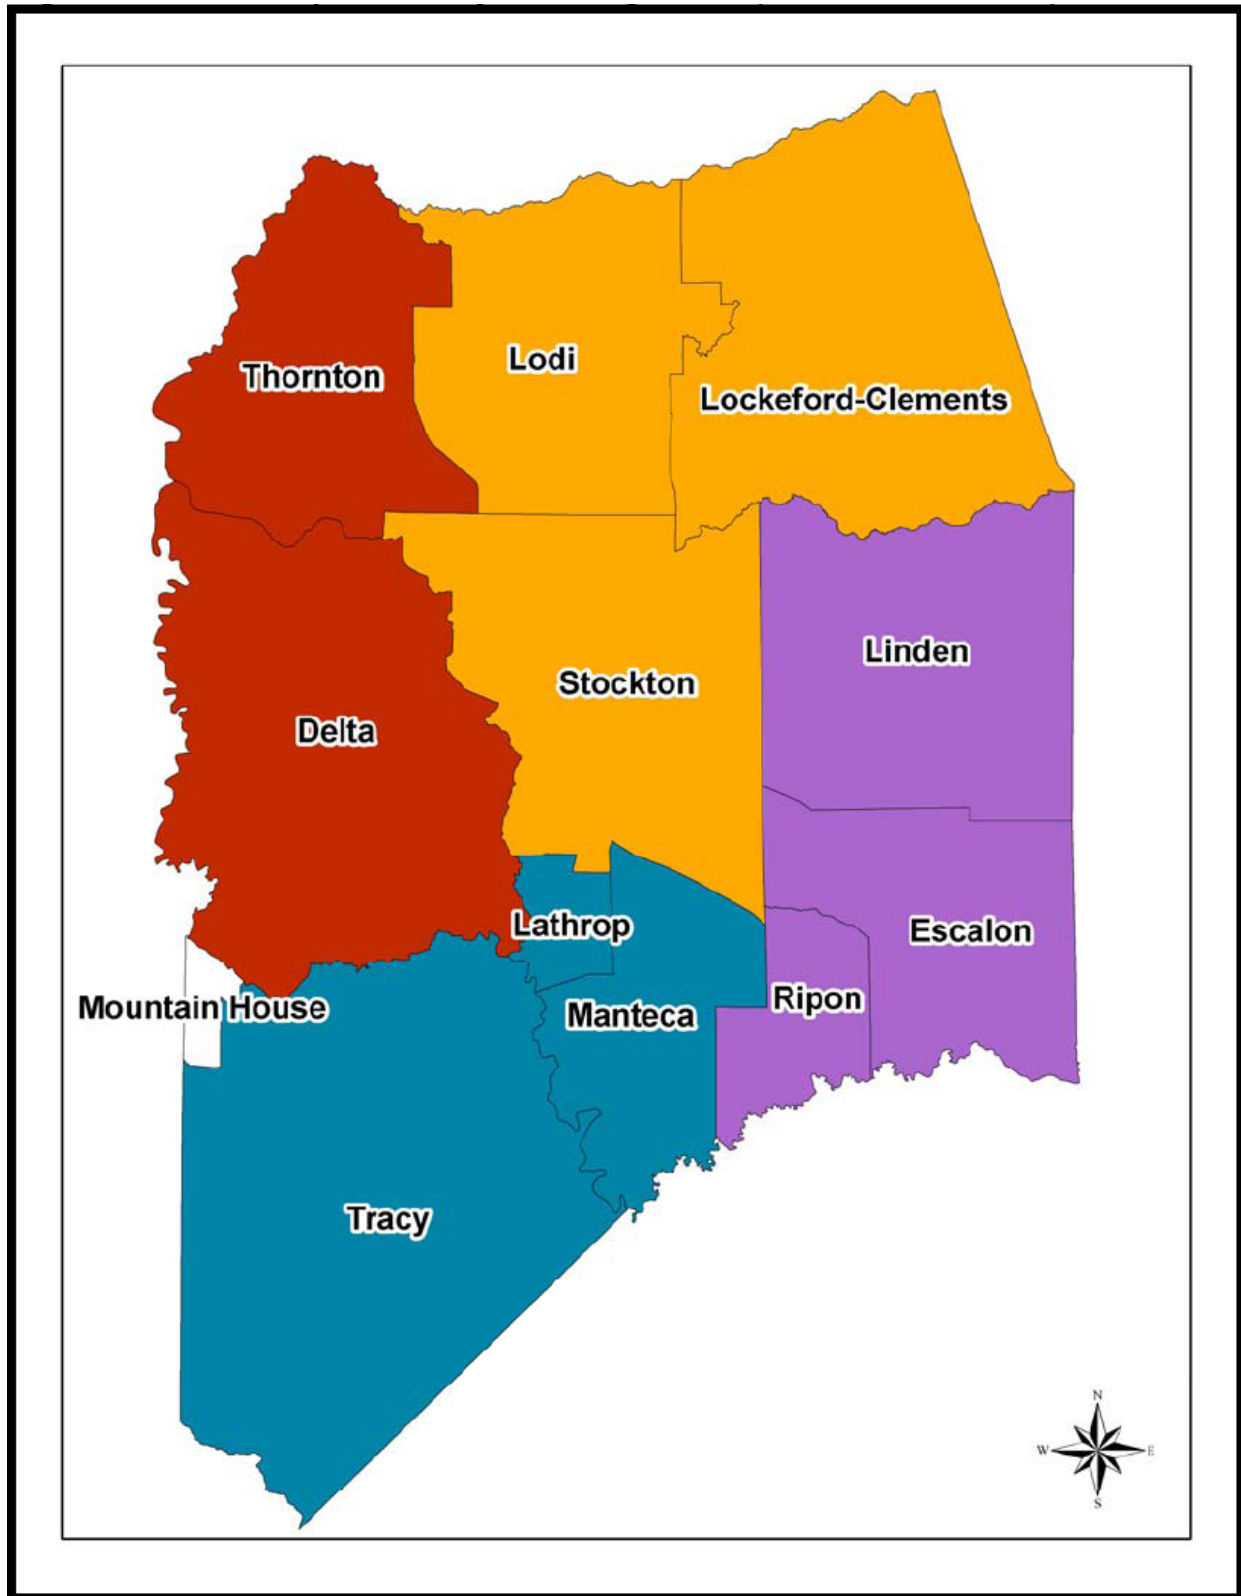 Lodi
Thornton
Lockeford-Clements
Linden
Stockton
Delta
Lathrop
Escalon
Ripon
Mountain House
Manteca
Tracy
N
W E
S